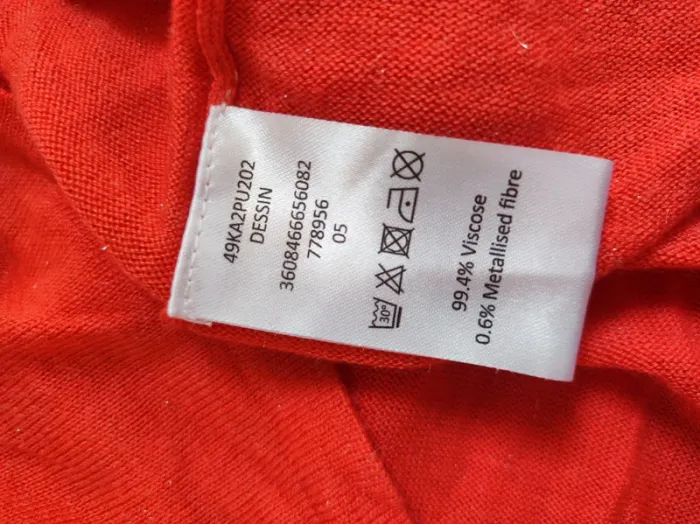 49KA2PU202
DESSIN
3608466656082
778956
05
30°
99.4% Viscose
0.6% Metallised fibre